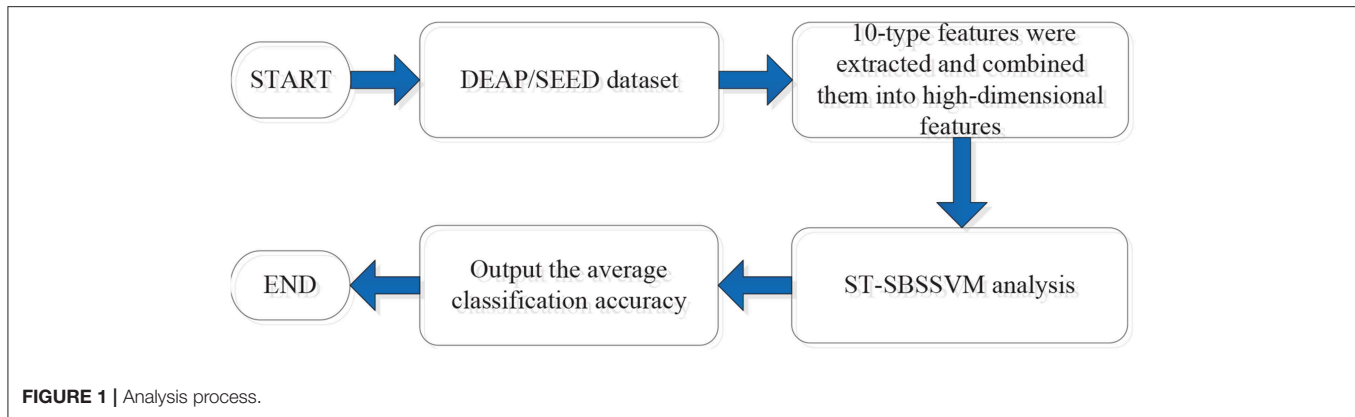 START
DEAP/SEED dataset
10-type features were
extracted and combined
them into high-dimensional
features
ST-SBSSVM analysis
Output the average
classification accuracy
END
FIGURE 1 | Analysis process.